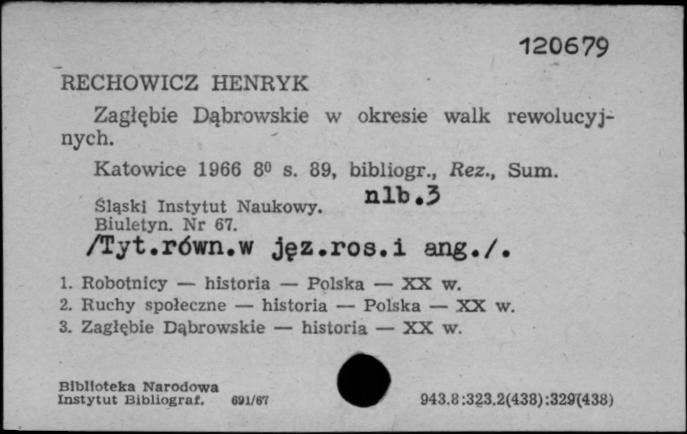 120679
RECHOWICZ HENRYK
Zagłębie Dąbrowskie w okresie walk rewolucyj-
nych.
Katowice 1966 8⁰ s. 89, bibliogr., Rez., Sum.
nlb.3
Śląski Instytut Naukowy.
Biuletyn. Nr 67.
/Tyt.równ.w jęz.ros.i ang./.
1. Robotnicy — historia — Polska — XX w.
2. Ruchy społeczne — historia — Polska — XX w.
3. Zagłębie Dąbrowskie — historia — XX w.
Biblioteka Narodowa
Instytut Bibliograf. 691/67 943.8:323.2(438):329(438)